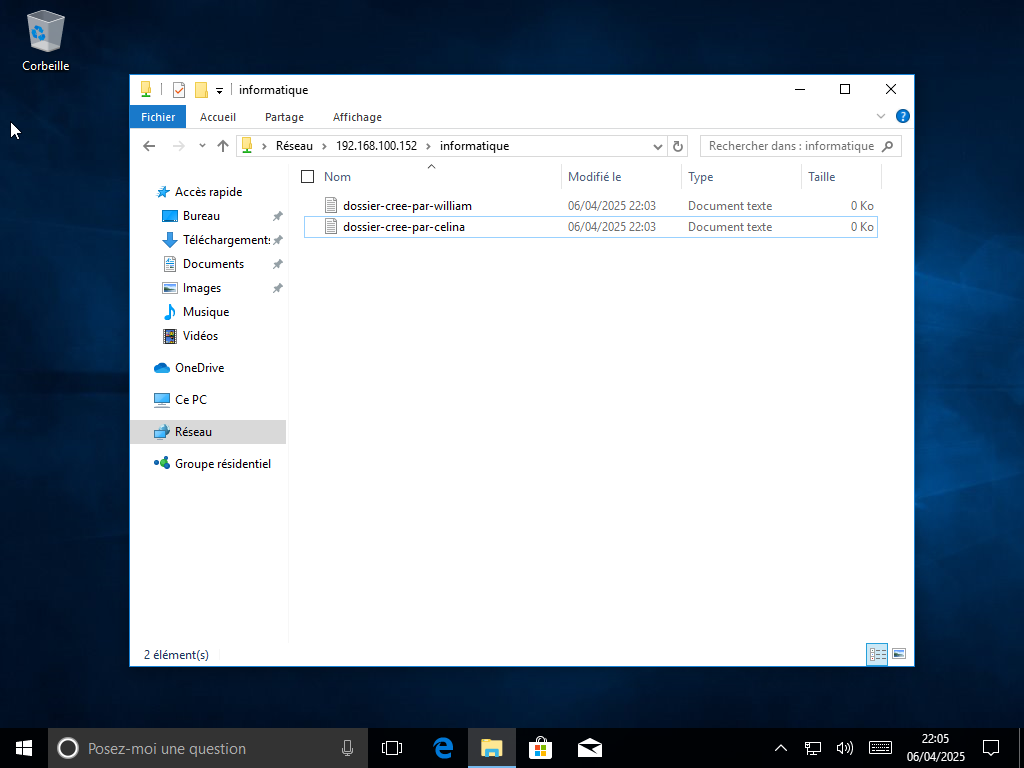 Corbeille
informatique
Fichier Accueil Partage Affichage
Réseau 192.168.100.152 informatique
Rechercher dans : informatique
Nom Modifié le Type Taille
dossier-cree-par-william 06/04/2025 22:03 Document texte 0 Ko
dossier-cree-par-celina 06/04/2025 22:03 Document texte 0 Ko
Accès rapide
Bureau
Téléchargements
Documents
Images
Musique
Vidéos
OneDrive
Ce PC
Réseau
Groupe résidentiel
2 élément(s)
Posez-moi une question
22:05
06/04/2025